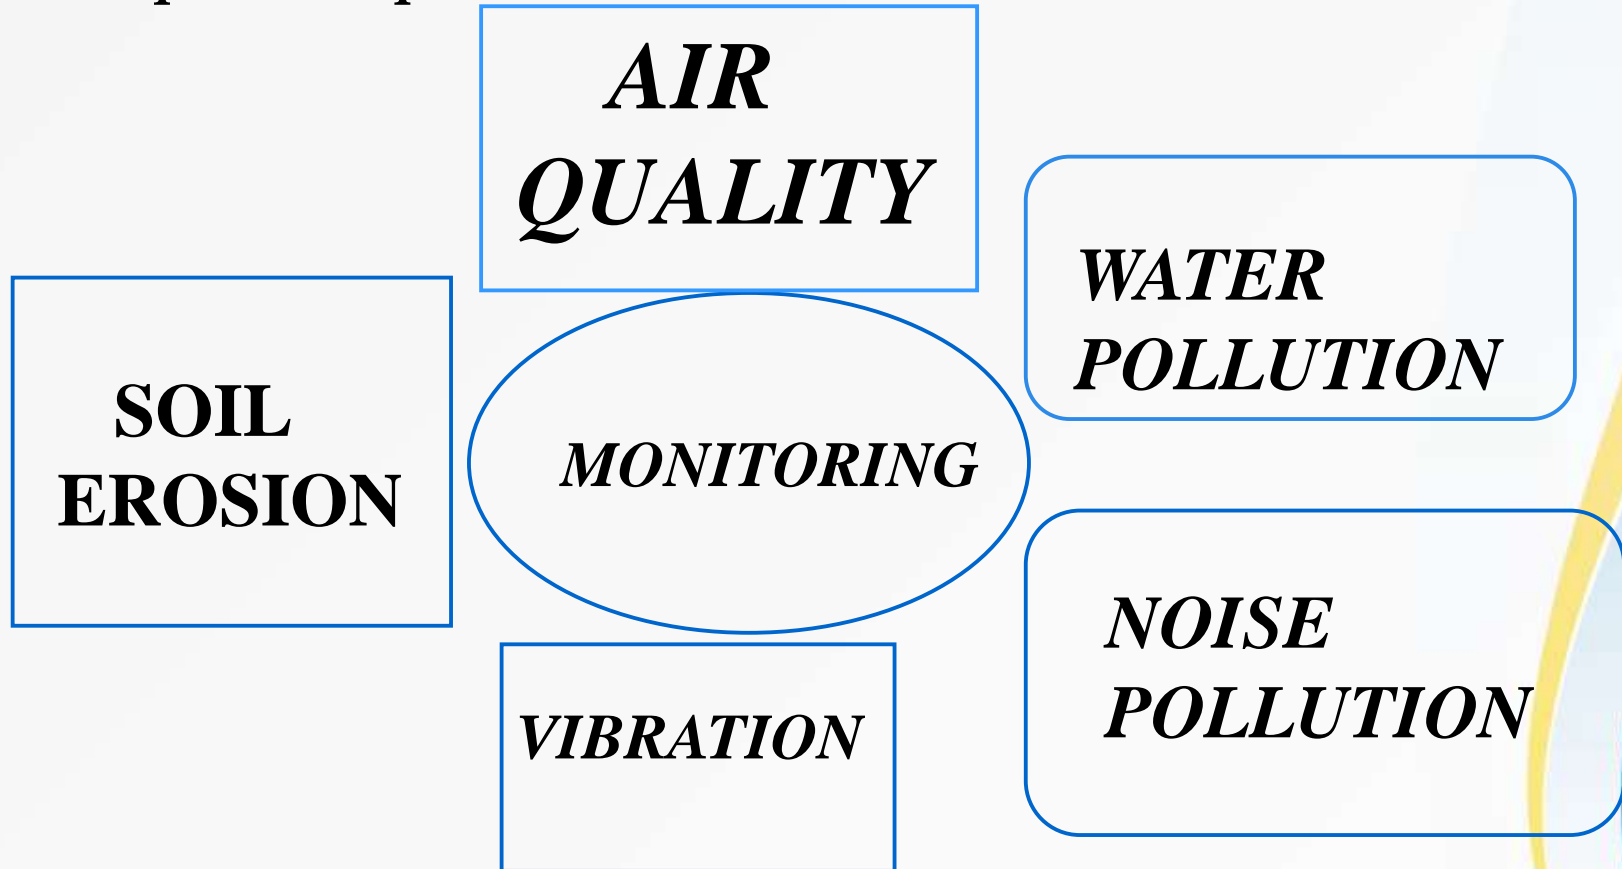 AIR
QUALITY
WATER
POLLUTION
SOIL
EROSION
MONITORING
NOISE
POLLUTION
VIBRATION